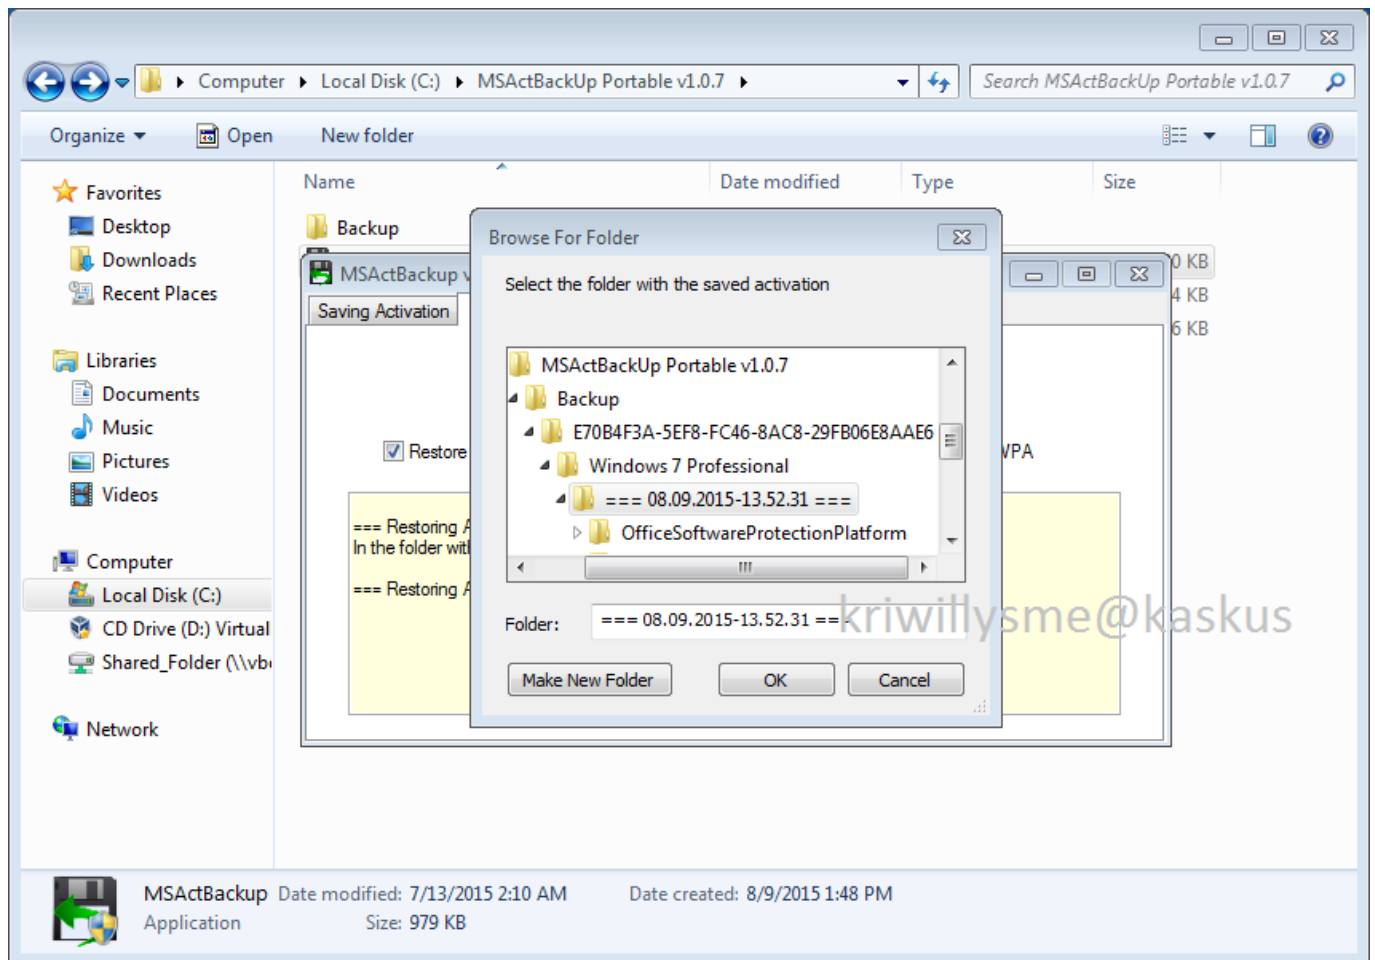 Computer Local Disk (C:) MSActBackUp Portable v1.0.7
Search MSActBackUp Portable v1.0.7
Organize Open New folder
Favorites
Desktop
Downloads
Recent Places
Libraries
Documents
Music
Pictures
Videos
Computer
Local Disk (C:)
CD Drive (D:) Virtual
Shared_Folder (\\vb
Network
Name Date modified Type Size
Backup
0 KB
4 KB
6 KB
MSActBackup v
Saving Activation
Restore
WPA
=== Restoring A
In the folder with
=== Restoring A
Browse For Folder
Select the folder with the saved activation
MSActBackUp Portable v1.0.7
Backup
E70B4F3A-5EF8-FC46-8AC8-29FB06E8AAE6
Windows 7 Professional
=== 08.09.2015-13.52.31 ===
OfficeSoftwareProtectionPlatform
Folder: === 08.09.2015-13.52.31 ===
Make New Folder OK Cancel
kriwillysme@kaskus
MSActBackup Date modified: 7/13/2015 2:10 AM Date created: 8/9/2015 1:48 PM
Application Size: 979 KB